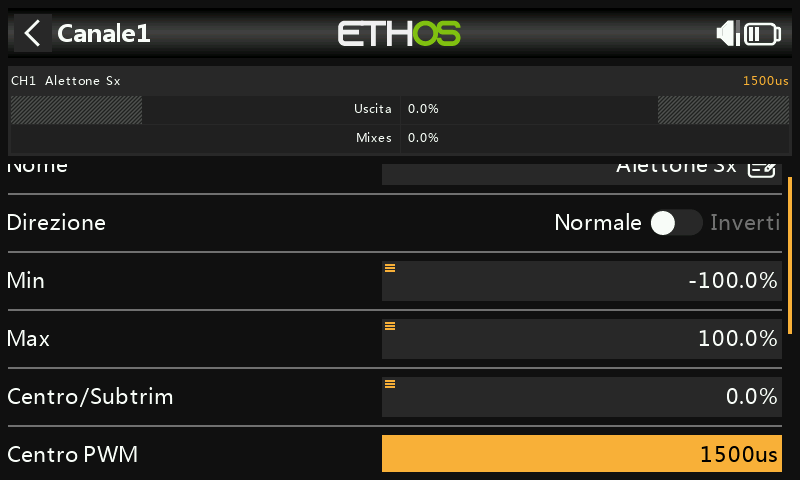 Canale1
ETHOS
CH1 Alettone Sx 1500us
Uscita 0.0%
Mixes 0.0%
Nome Alettone Sx
Direzione Normale Inverti
Min -100.0%
Max 100.0%
Centro/Subtrim 0.0%
Centro PWM 1500us